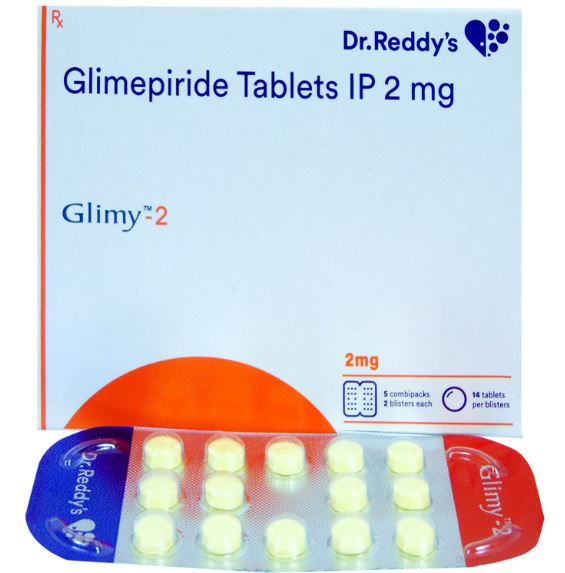 Rx
Dr.Reddy's
Glimepiride Tablets IP 2 mg
Glimy™-2
2mg
5 combipacks
2 blisters each
14 tablets
per blisters
Dr.Reddy's
Glimy™-2